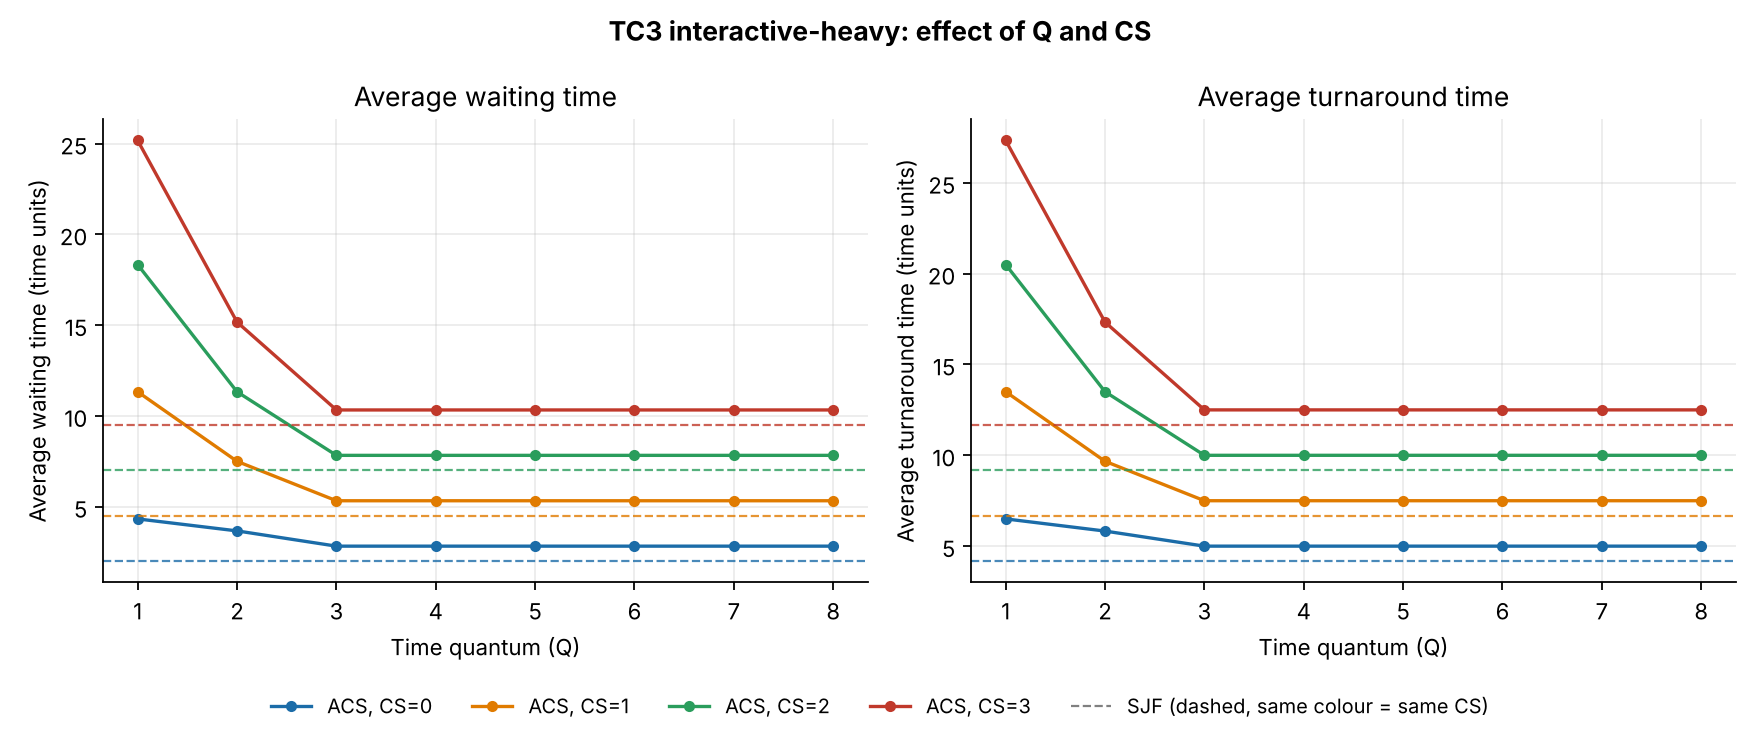 TC3 interactive-heavy: effect of Q and CS
Average waiting time
Average waiting time (time units)
25
20
15
10
5
1 2 3 4 5 6 7 8
Time quantum (Q)
Average turnaround time
Average turnaround time (time units)
25
20
15
10
5
1 2 3 4 5 6 7 8
Time quantum (Q)
ACS, CS=0 ACS, CS=1 ACS, CS=2 ACS, CS=3 SJF (dashed, same colour = same CS)